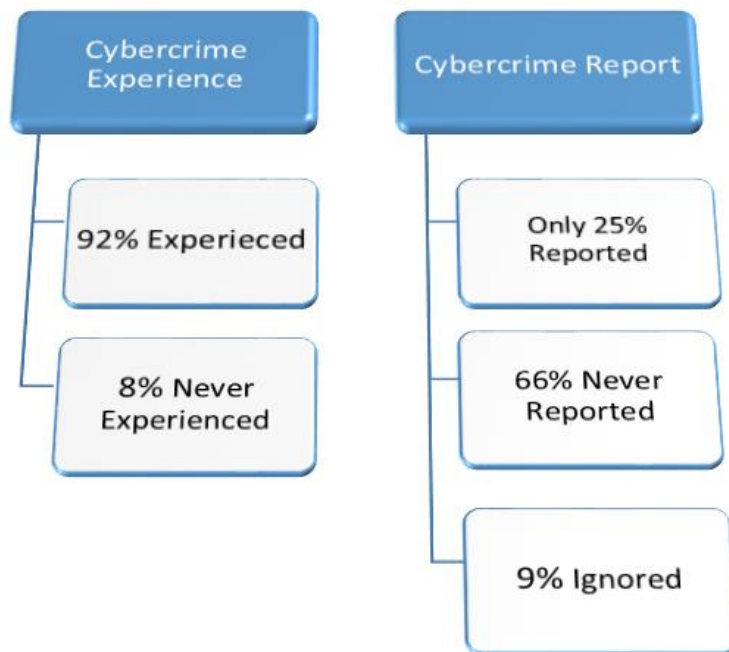 Cybercrime
Experience
92% Experieced
8% Never
Experienced
Cybercrime Report
Only 25%
Reported
66% Never
Reported
9% Ignored